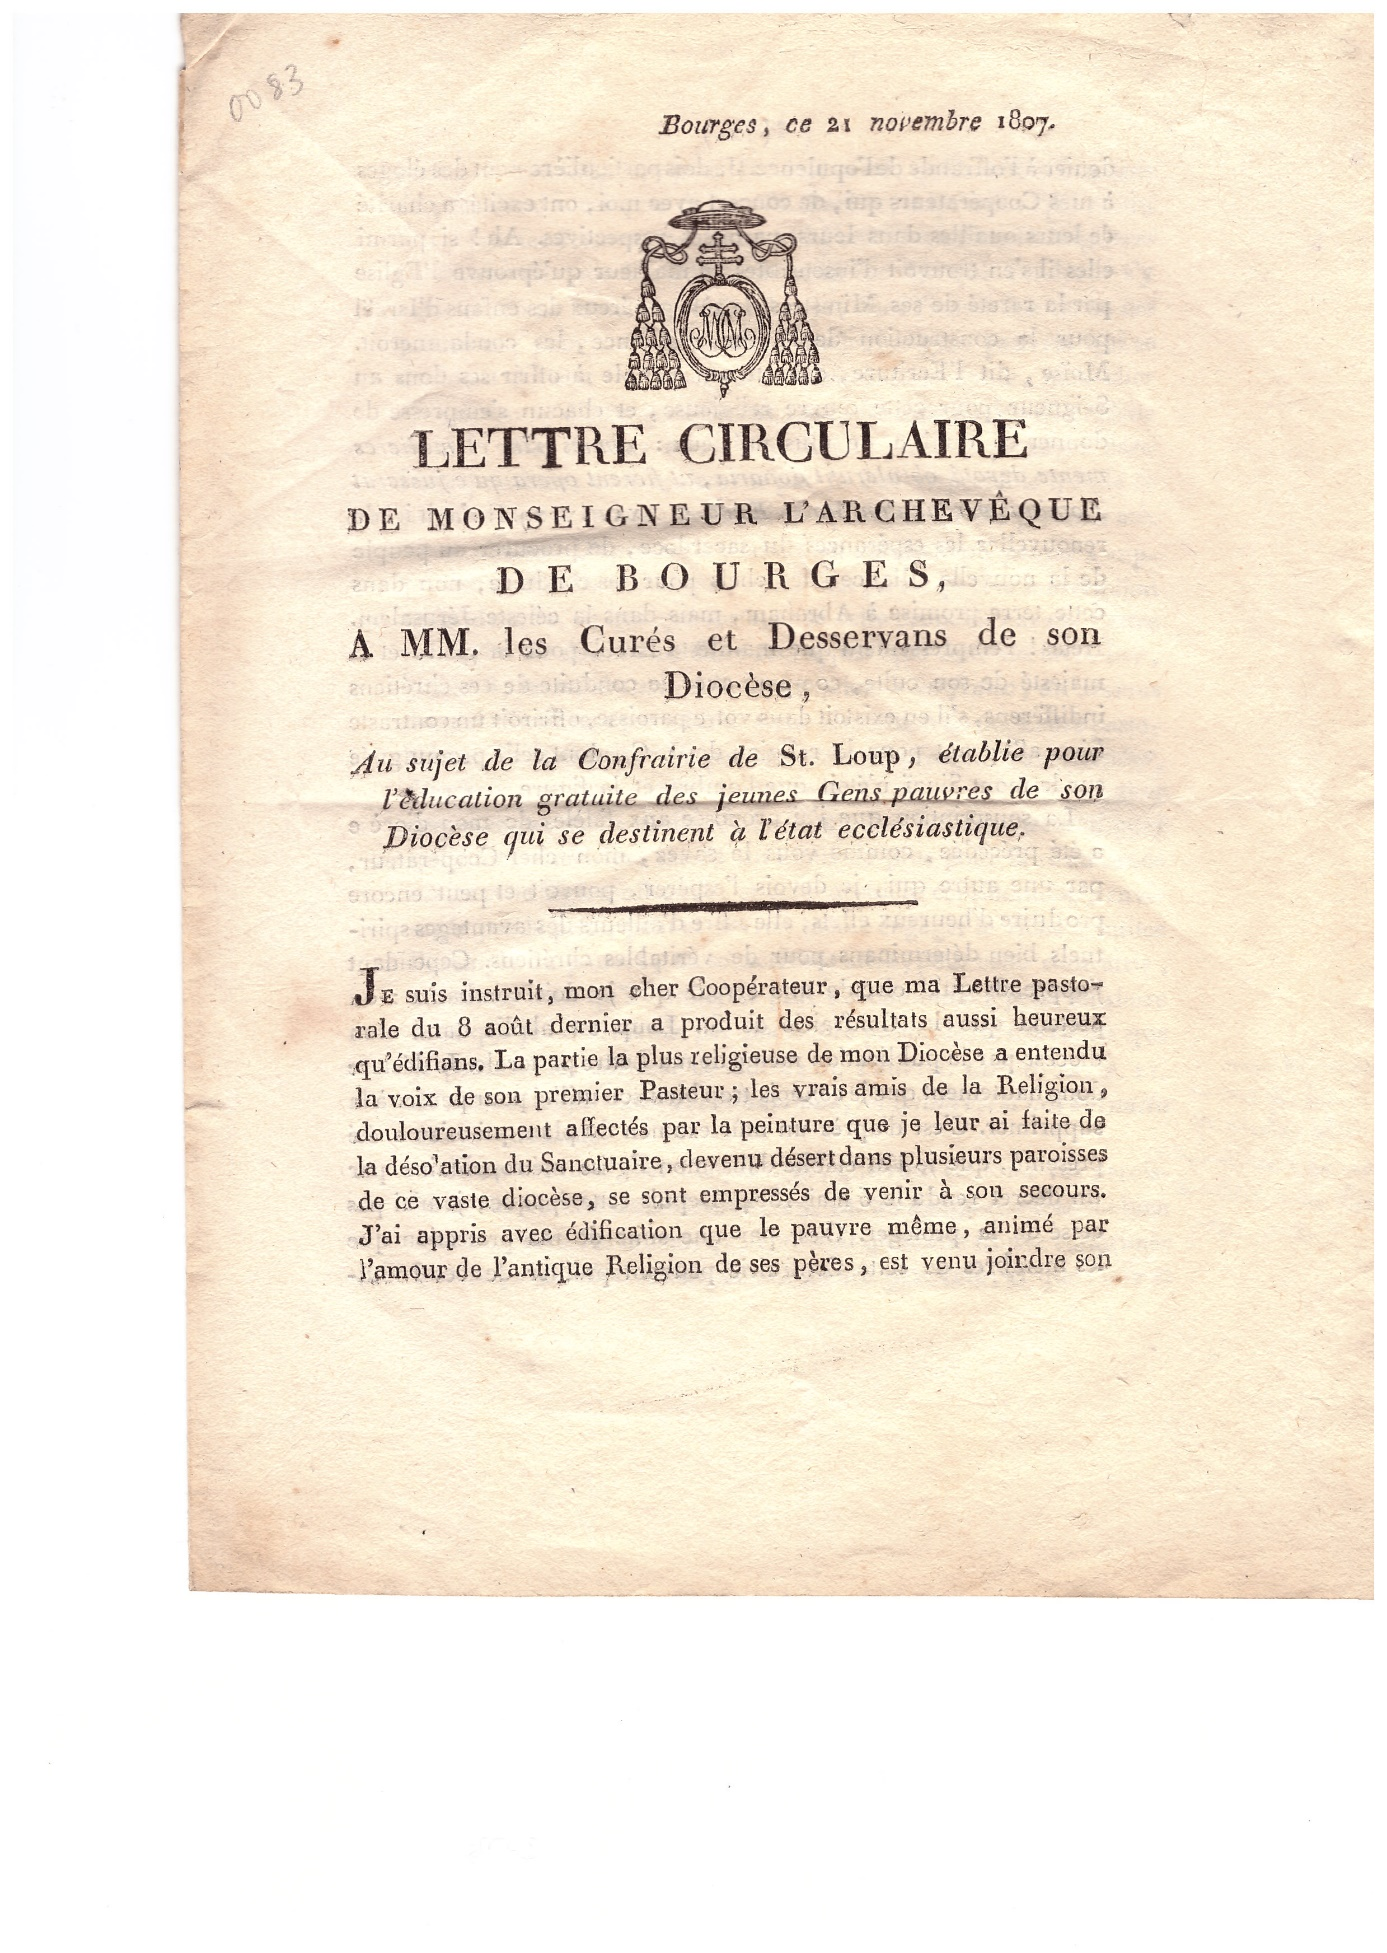 0083
Bourges, ce 21 novembre 1807.
LETTRE CIRCULAIRE
DE MONSEIGNEUR L'ARCHEVÊQUE
DE BOURGES,
A MM. les Curés et Desservans de son
Diocèse,
Au sujet de la Confrairie de St. Loup, établie pour
l'éducation gratuite des jeunes Gens pauvres de son
Diocèse qui se destinent à l'état ecclésiastique.
JE suis instruit, mon cher Coopérateur, que ma Lettre pasto-
rale du 8 août dernier a produit des résultats aussi heureux
qu'édifians. La partie la plus religieuse de mon Diocèse a entendu
la voix de son premier Pasteur; les vrais amis de la Religion,
douloureusement affectés par la peinture que je leur ai faite de
la déso'ation du Sanctuaire, devenu désert dans plusieurs paroisses
de ce vaste diocèse, se sont empressés de venir à son secours.
J'ai appris avec édification que le pauvre même, animé par
l'amour de l'antique Religion de ses pères, est venu joindre son